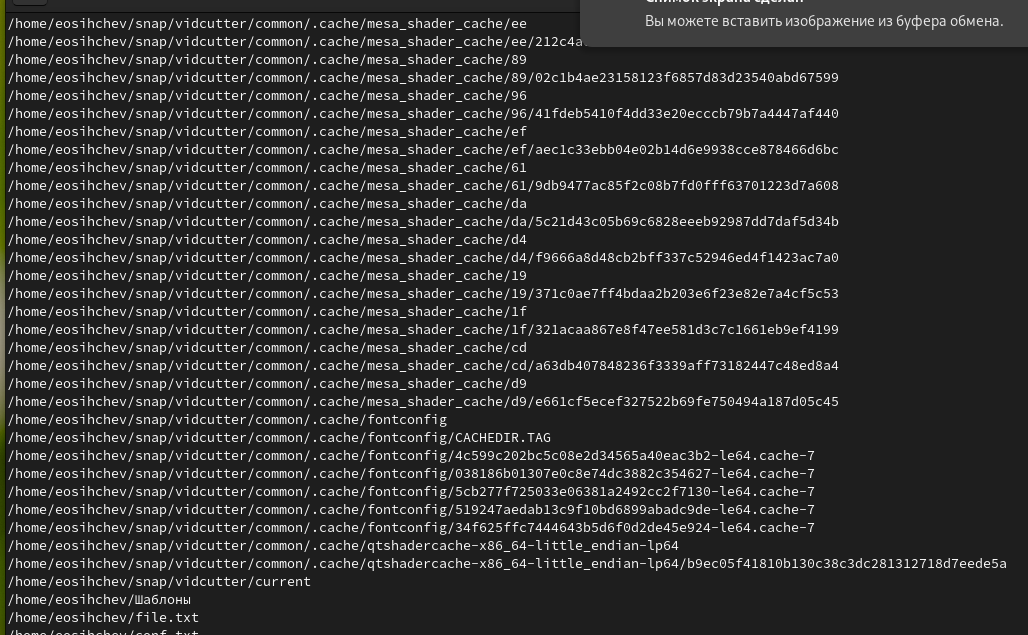 Снимок экрана сделан
Вы можете вставить изображение из буфера обмена.
/home/eosihchev/snap/vidcutter/common/.cache/mesa_shader_cache/ee
/home/eosihchev/snap/vidcutter/common/.cache/mesa_shader_cache/ee/212c4a
/home/eosihchev/snap/vidcutter/common/.cache/mesa_shader_cache/89
/home/eosihchev/snap/vidcutter/common/.cache/mesa_shader_cache/89/02c1b4ae23158123f6857d83d23540abd67599
/home/eosihchev/snap/vidcutter/common/.cache/mesa_shader_cache/96
/home/eosihchev/snap/vidcutter/common/.cache/mesa_shader_cache/96/41fdeb5410f4dd33e20ecccb79b7a4447af440
/home/eosihchev/snap/vidcutter/common/.cache/mesa_shader_cache/ef
/home/eosihchev/snap/vidcutter/common/.cache/mesa_shader_cache/ef/aec1c33ebb04e02b14d6e9938cce878466d6bc
/home/eosihchev/snap/vidcutter/common/.cache/mesa_shader_cache/61
/home/eosihchev/snap/vidcutter/common/.cache/mesa_shader_cache/61/9db9477ac85f2c08b7fd0fff63701223d7a608
/home/eosihchev/snap/vidcutter/common/.cache/mesa_shader_cache/da
/home/eosihchev/snap/vidcutter/common/.cache/mesa_shader_cache/da/5c21d43c05b69c6828eeeb92987dd7daf5d34b
/home/eosihchev/snap/vidcutter/common/.cache/mesa_shader_cache/d4
/home/eosihchev/snap/vidcutter/common/.cache/mesa_shader_cache/d4/f9666a8d48cb2bff337c52946ed4f1423ac7a0
/home/eosihchev/snap/vidcutter/common/.cache/mesa_shader_cache/19
/home/eosihchev/snap/vidcutter/common/.cache/mesa_shader_cache/19/371c0ae7ff4bdaa2b203e6f23e82e7a4cf5c53
/home/eosihchev/snap/vidcutter/common/.cache/mesa_shader_cache/1f
/home/eosihchev/snap/vidcutter/common/.cache/mesa_shader_cache/1f/321acaa867e8f47ee581d3c7c1661eb9ef4199
/home/eosihchev/snap/vidcutter/common/.cache/mesa_shader_cache/cd
/home/eosihchev/snap/vidcutter/common/.cache/mesa_shader_cache/cd/a63db407848236f3339aff73182447c48ed8a4
/home/eosihchev/snap/vidcutter/common/.cache/mesa_shader_cache/d9
/home/eosihchev/snap/vidcutter/common/.cache/mesa_shader_cache/d9/e661cf5ecef327522b69fe750494a187d05c45
/home/eosihchev/snap/vidcutter/common/.cache/fontconfig
/home/eosihchev/snap/vidcutter/common/.cache/fontconfig/CACHEDIR.TAG
/home/eosihchev/snap/vidcutter/common/.cache/fontconfig/4c599c202bc5c08e2d34565a40eac3b2-le64.cache-7
/home/eosihchev/snap/vidcutter/common/.cache/fontconfig/038186b01307e0c8e74dc3882c354627-le64.cache-7
/home/eosihchev/snap/vidcutter/common/.cache/fontconfig/5cb277f725033e06381a2492cc2f7130-le64.cache-7
/home/eosihchev/snap/vidcutter/common/.cache/fontconfig/519247aedab13c9f10bd6899abadc9de-le64.cache-7
/home/eosihchev/snap/vidcutter/common/.cache/fontconfig/34f625ffc7444643b5d6f0d2de45e924-le64.cache-7
/home/eosihchev/snap/vidcutter/common/.cache/qtshadercache-x86_64-little_endian-lp64
/home/eosihchev/snap/vidcutter/common/.cache/qtshadercache-x86_64-little_endian-lp64/b9ec05f41810b130c38c3dc281312718d7eede5a
/home/eosihchev/snap/vidcutter/current
/home/eosihchev/Шаблоны
/home/eosihchev/file.txt
/home/eosihchev/conf.txt